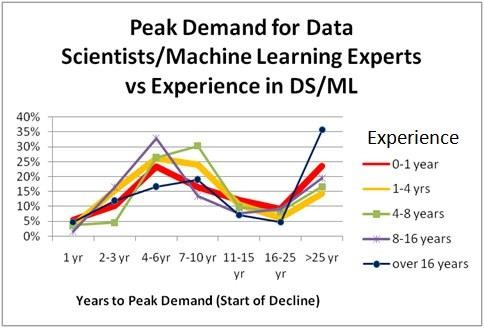 Peak Demand for Data
Scientists/Machine Learning Experts
vs Experience in DS/ML
40%
35%
30%
25%
20%
15%
10%
5%
0%
1 yr 2-3 yr 4-6yr 7-10 yr 11-15 yr 16-25 yr >25 yr
Years to Peak Demand (Start of Decline)
Experience
0-1 year
1-4 yrs
4-8 years
8-16 years
over 16 years